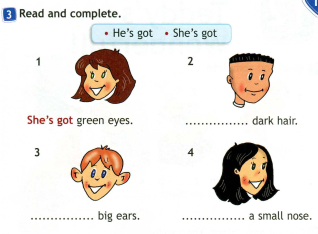 3 Read and complete.
• He's got • She's got
1
2
She's got green eyes.
................ dark hair.
3
4
................ big ears.
................ a small nose.